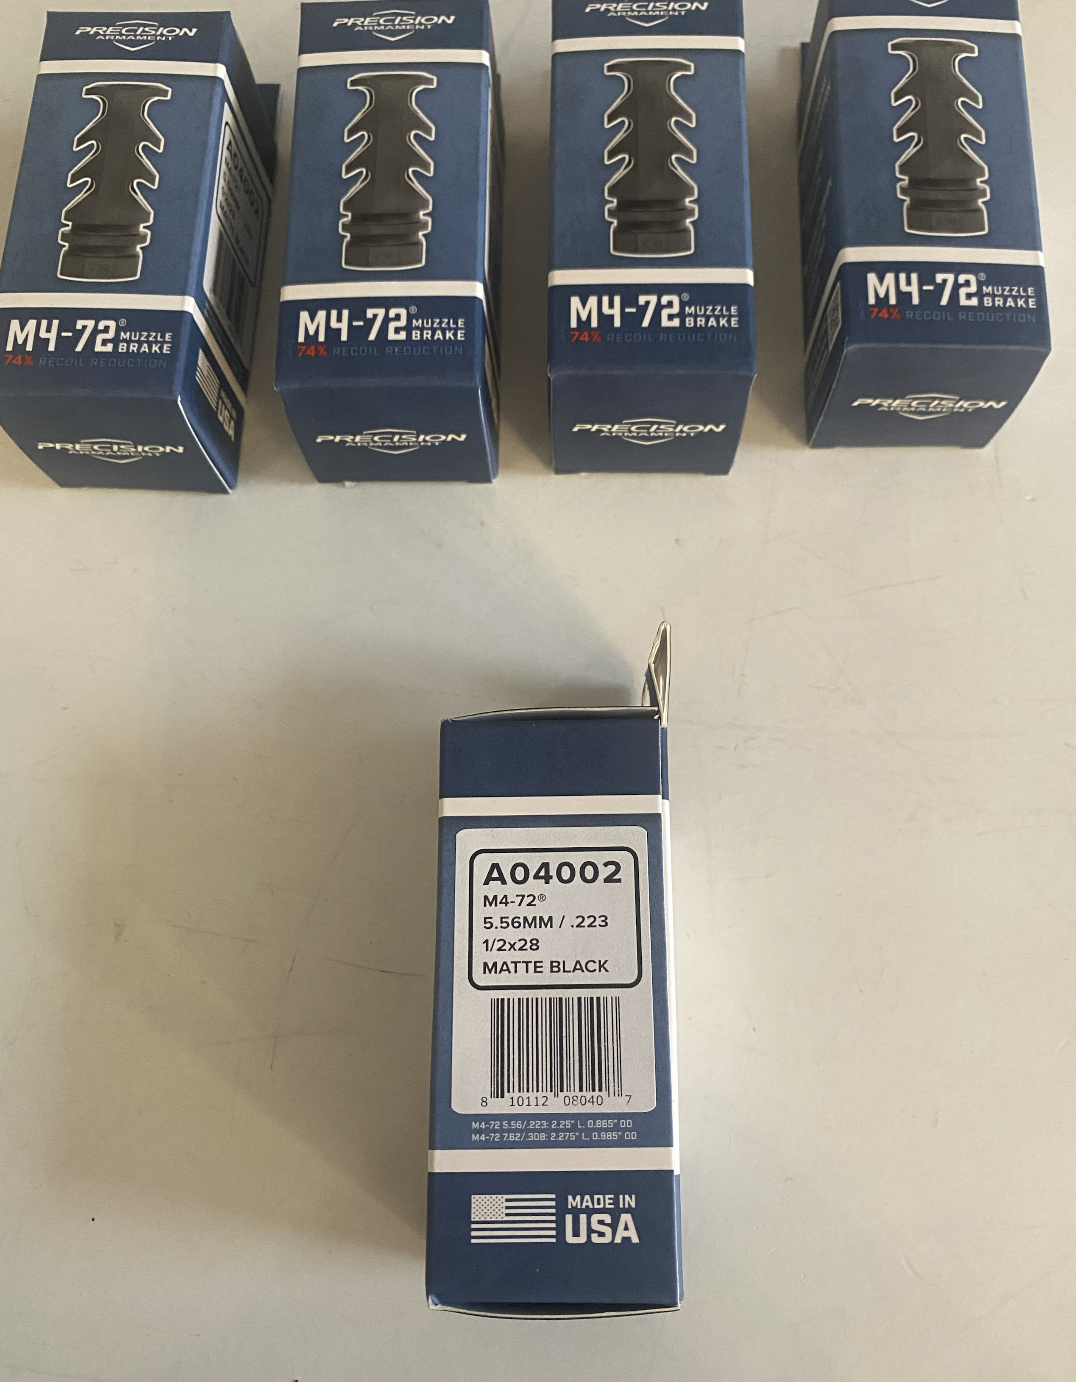 PRECISION
ARMAMENT
PRECISION
ARMAMENT
PRECISION
ARMAMENT
M4-72®
MUZZLE
BRAKE
74% RECOIL REDUCTION
PRECISION
ARMAMENT
A04002
USA
M4-72®
MUZZLE
BRAKE
74% RECOIL REDUCTION
PRECISION
ARMAMENT
M4-72®
MUZZLE
BRAKE
74% RECOIL REDUCTION
PRECISION
ARMAMENT
M4-72®
MUZZLE
BRAKE
74% RECOIL REDUCTION
PRECISION
ARMAMENT
A04002
M4-72®
5.56MM / .223
1/2x28
MATTE BLACK
8 10112 08040 7
M4-72 5.56/.223: 2.25" L, 0.865" OD
M4-72 7.62/.308: 2.275" L, 0.985" OD
MADE IN
USA